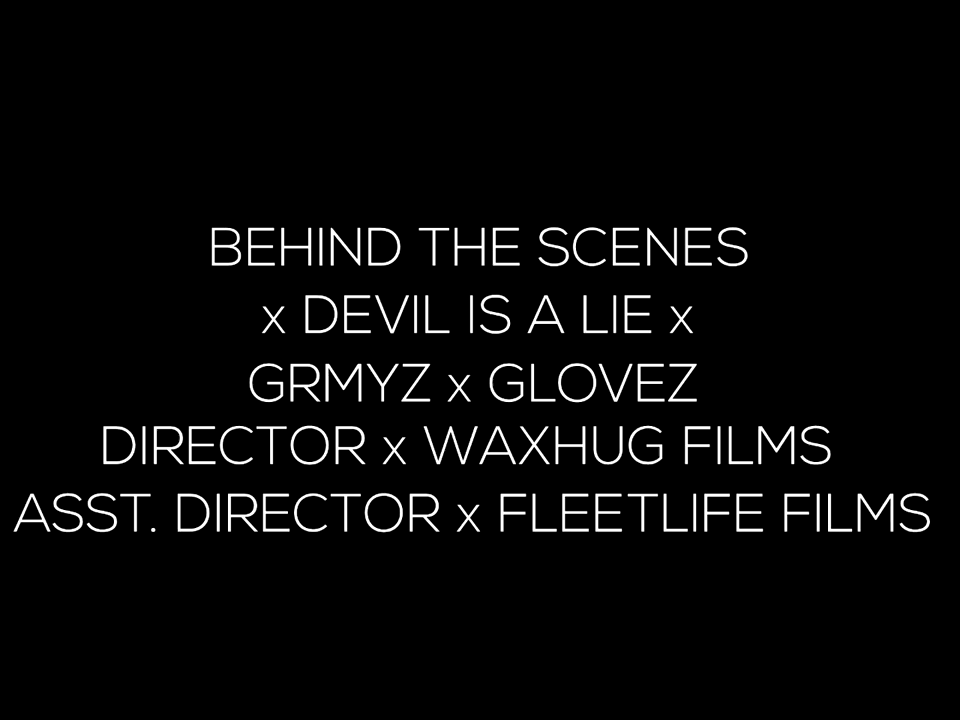 BEHIND THE SCENES
x DEVIL IS A LIE x
GRMYZ x GLOVEZ
DIRECTOR x WAXHUG FILMS
ASST. DIRECTOR x FLEETLIFE FILMS